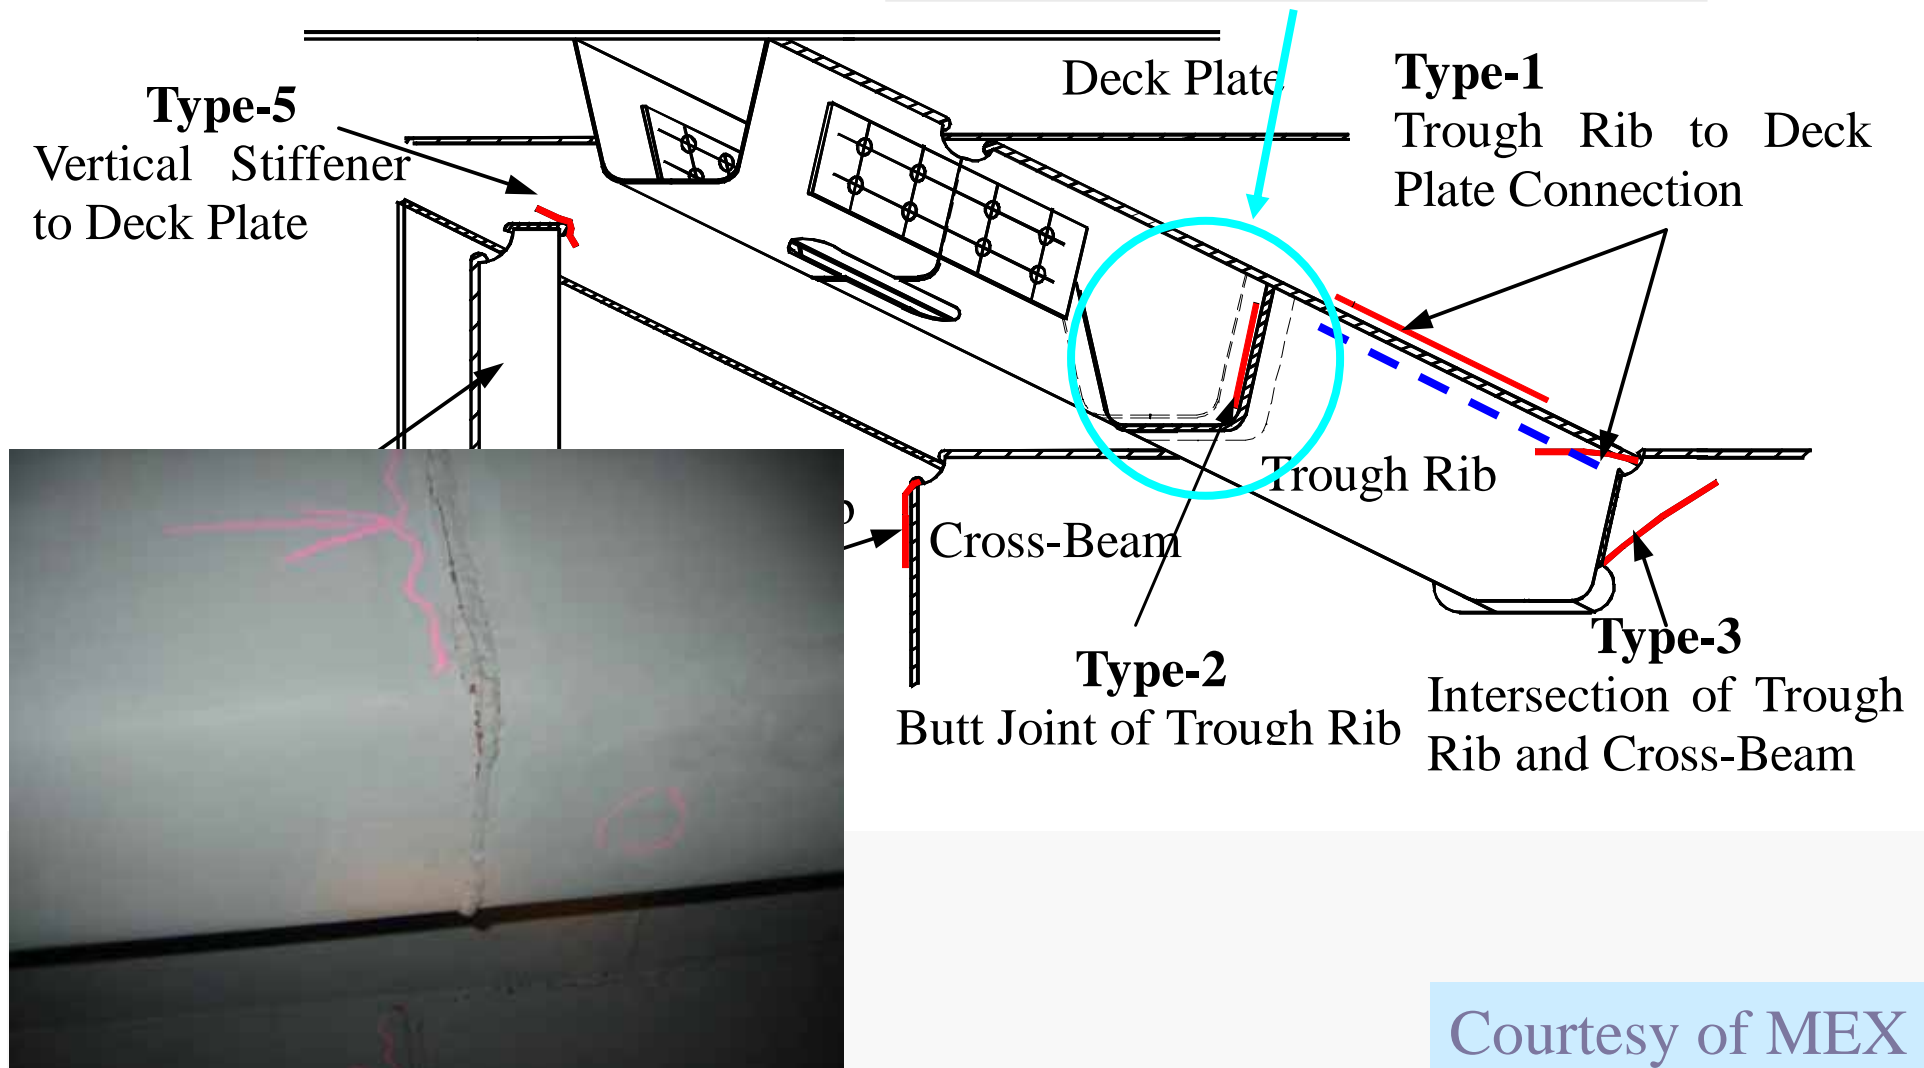 Deck Plate
Type-1
Trough Rib to Deck
Plate Connection
Type-5
Vertical Stiffener
to Deck Plate
Trough Rib
Cross-Beam
Type-2
Butt Joint of Trough Rib
Type-3
Intersection of Trough
Rib and Cross-Beam
Courtesy of MEX